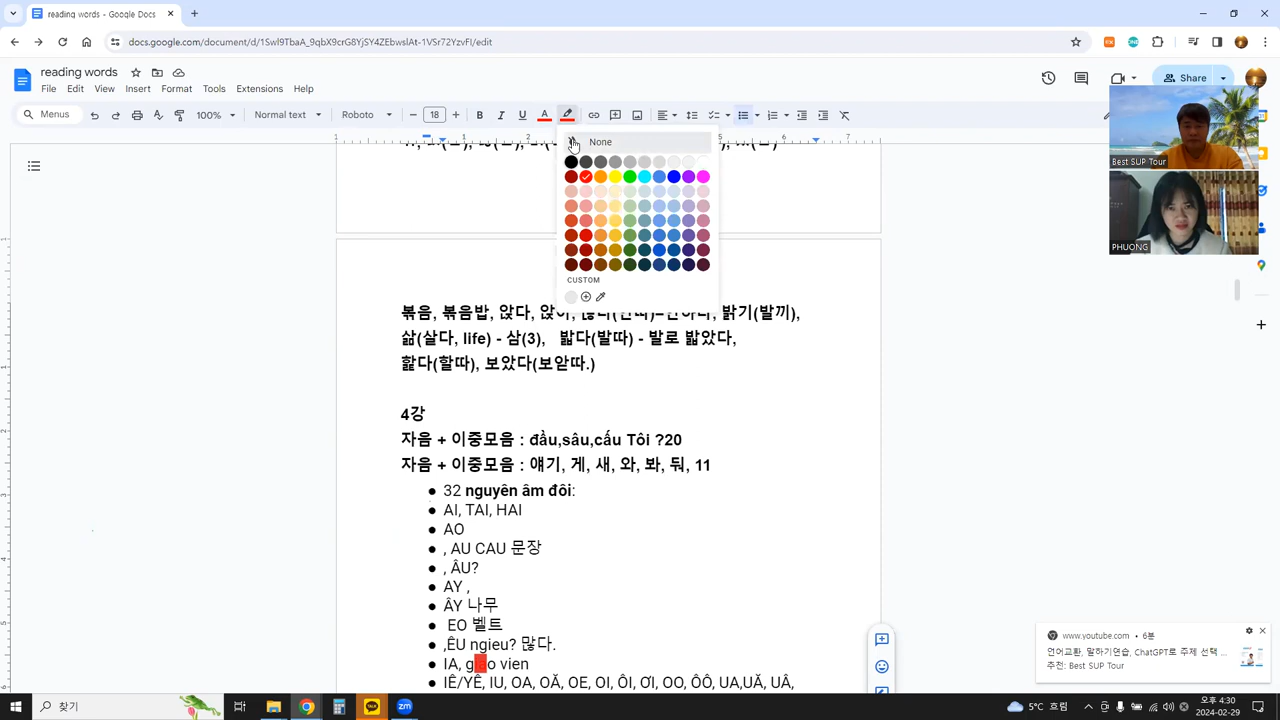 reading words - Google Docs
docs.google.com/document/d/1Swl9TbaA_9qbX9crG8YjSY4ZEbwslAt-1VSr72YzvFI/edit
reading words
File Edit View Insert Format Tools Extensions Help
Share
Menus 100% Normal text Roboto 18
None
CUSTOM
Best SUP Tour
PHUONG
볶음, 볶음밥, 앉다,
삶(살다, life) - 삼(3), 밟다(발따) - 발로 밟았다,
핥다(할따), 보았다(보앋따.)
4강
자음 + 이중모음 : đầu,sâu,cấu Tôi ?20
자음 + 이중모음 : 얘기, 게, 새, 와, 봐, 둬, 11
32 nguyên âm đôi:
AI, TAI, HAI
AO
, AU CAU 문장
, ÂU?
AY ,
ÂY 나무
EO 벨트
,ÊU ngieu? 많다.
IA, giao vien
IÊ/YÊ, IU, OA, OĂ, OE, OI, ÔI, ƠI, OO, ÔÔ, UA,UĂ, UÂ,
www.youtube.com • 6분
언어교환, 말하기연습, ChatGPT로 주제 선택 ...
추천: Best SUP Tour
찾기
5°C 흐림
오후 4:30
2024-02-29